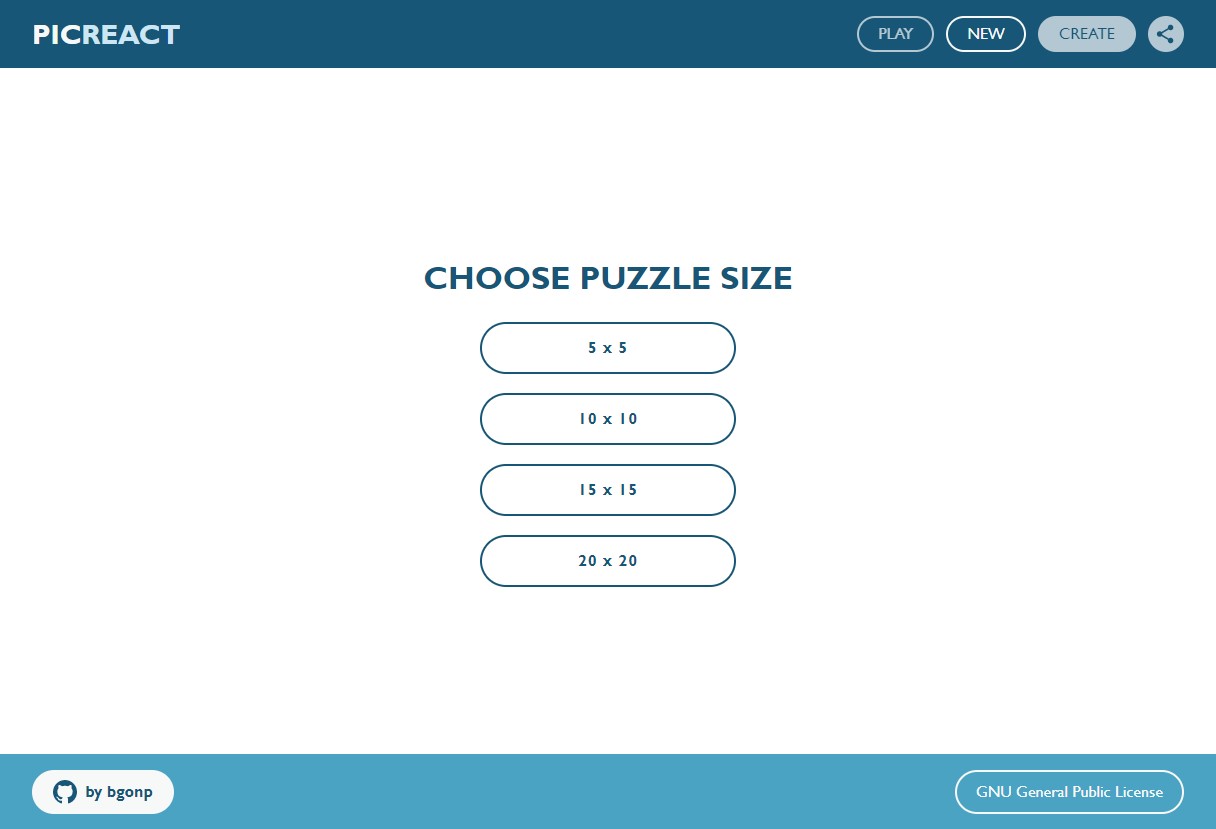 PICREACT
PLAY
NEW
CREATE
CHOOSE PUZZLE SIZE
5 x 5
10 x 10
15 x 15
20 x 20
by bgonp
GNU General Public License